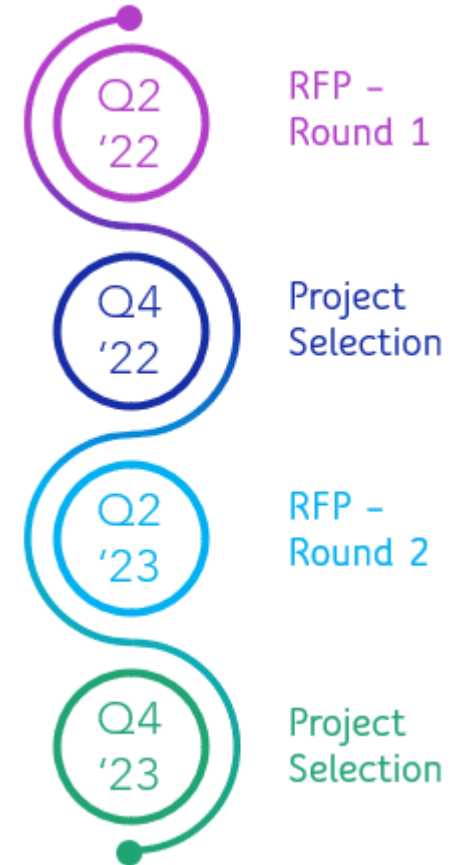 Q2
‘22
RFP –
Round 1
Q4
‘22
Project
Selection
Q2
‘23
RFP –
Round 2
Q4
‘23
Project
Selection